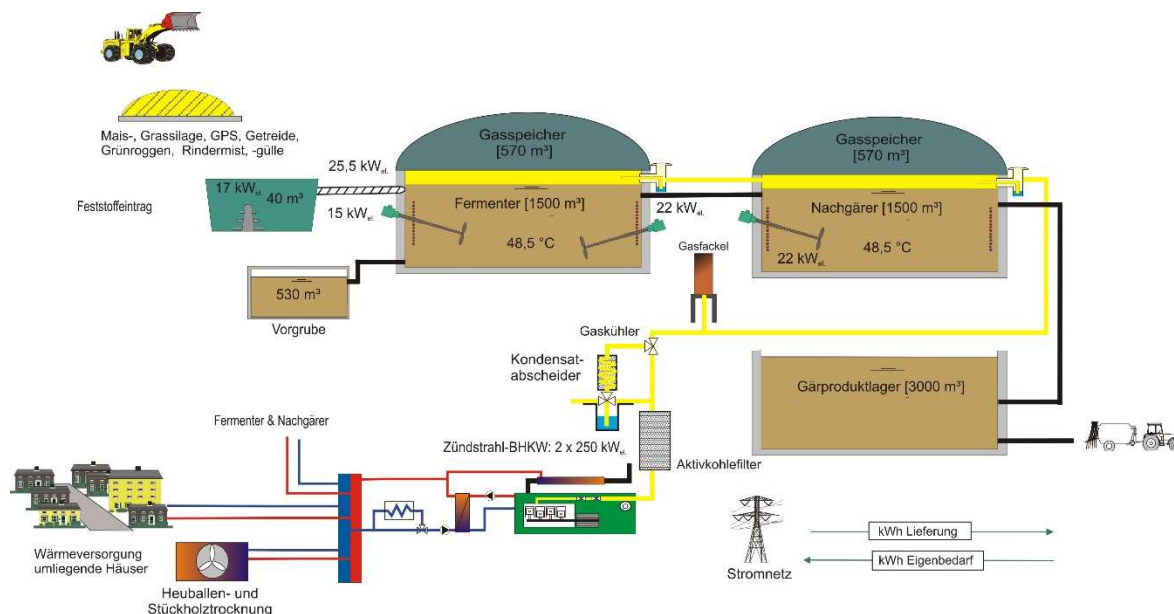 Mais-, Grassilage, GPS, Getreide,
Grünroggen, Rindermist, -gülle
Feststoffeintrag
17 kWel.
40 m³
25,5 kWel.
15 kWel.
Gasspeicher
[570 m³]
Fermenter [1500 m³]
48,5 °C
22 kWel.
Gasspeicher
[570 m³]
Nachgärer [1500 m³]
48,5 °C
22 kWel.
530 m³
Vorgrube
Gasfackel
Gaskühler
Kondensat-
abscheider
Gärproduktlager [3000 m³]
Fermenter & Nachgärer
Zündstrahl-BHKW: 2 x 250 kWel.
Aktivkohlefilter
Wärmeversorgung
umliegende Häuser
Heuballen- und
Stückholztrocknung
Stromnetz
kWh Lieferung
kWh Eigenbedarf